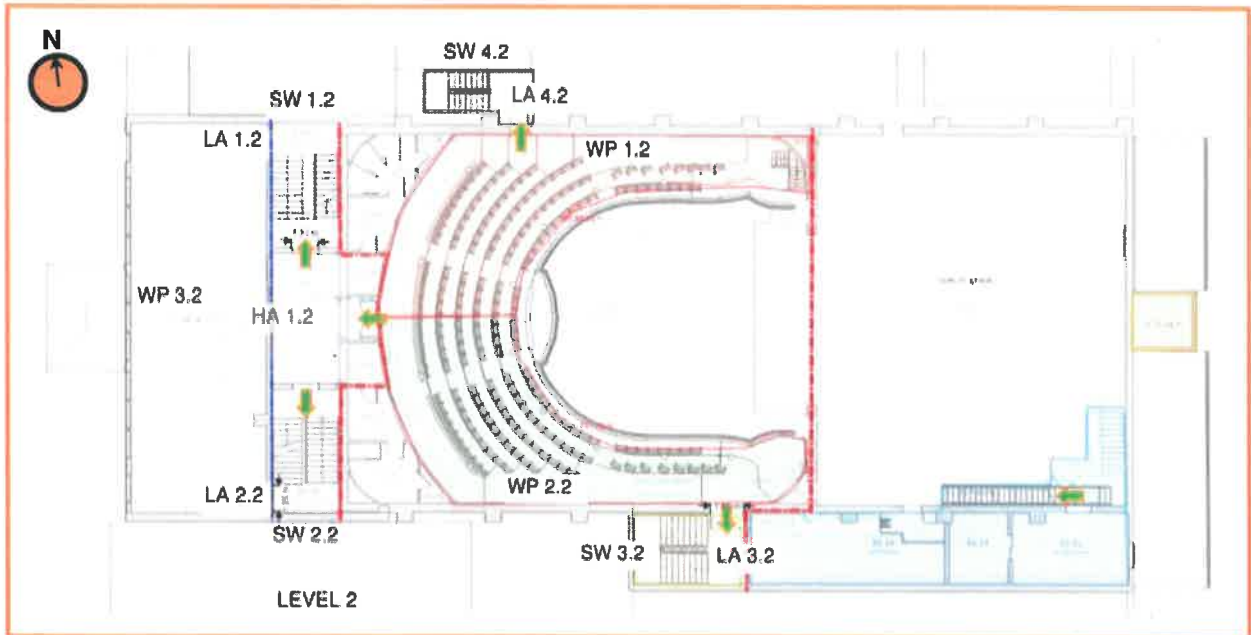 N
SW 4.2
SW 1.2
LA 4.2
LA 1.2
WP 1.2
WP 3.2
HA 1.2
LA 2.2
WP 2.2
SW 2.2
SW 3.2
LA 3.2
LEVEL 2